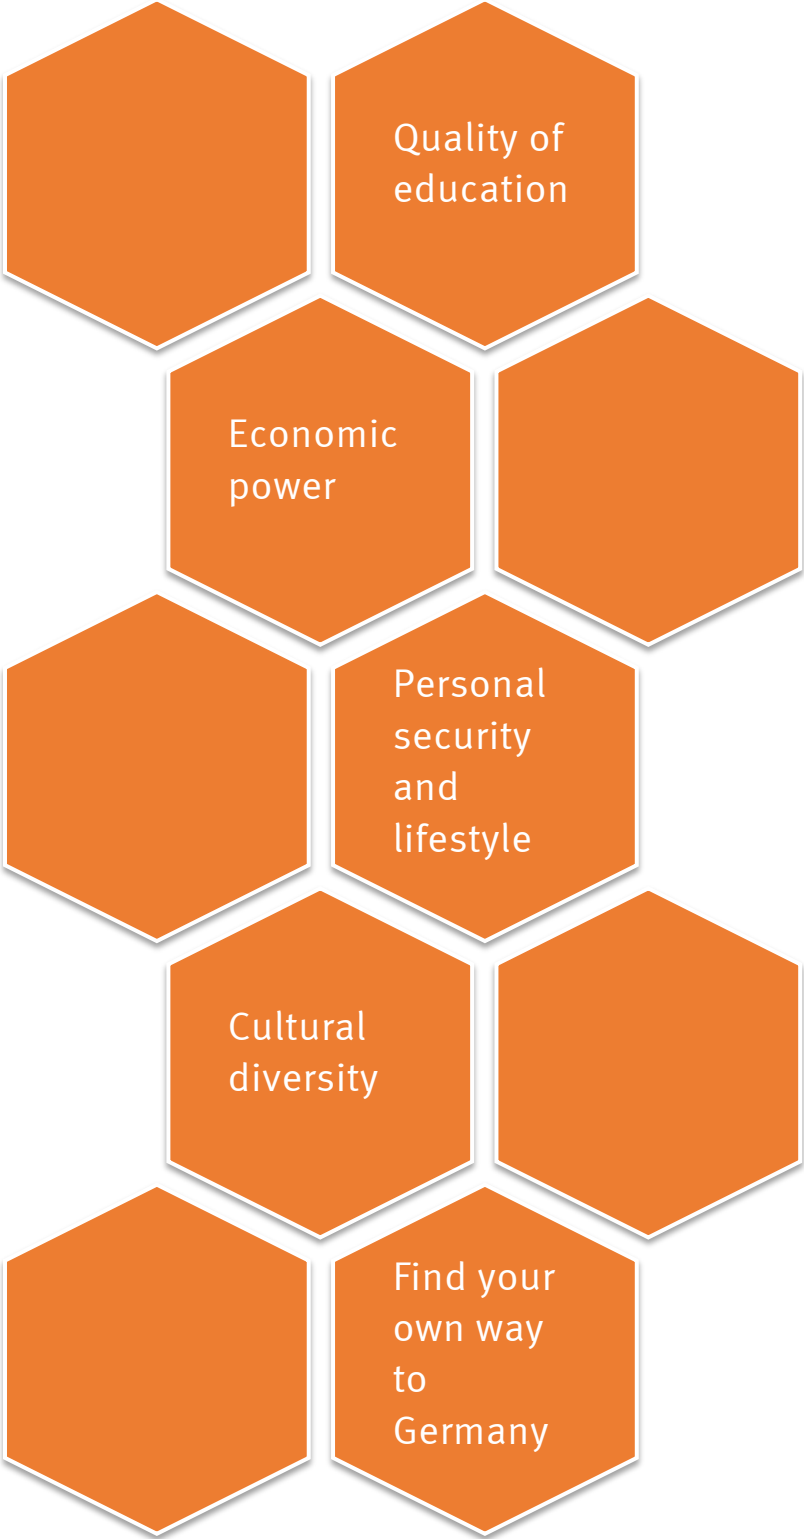 Quality of
education
Economic
power
Personal
security
and
lifestyle
Cultural
diversity
Find your
own way
to
Germany